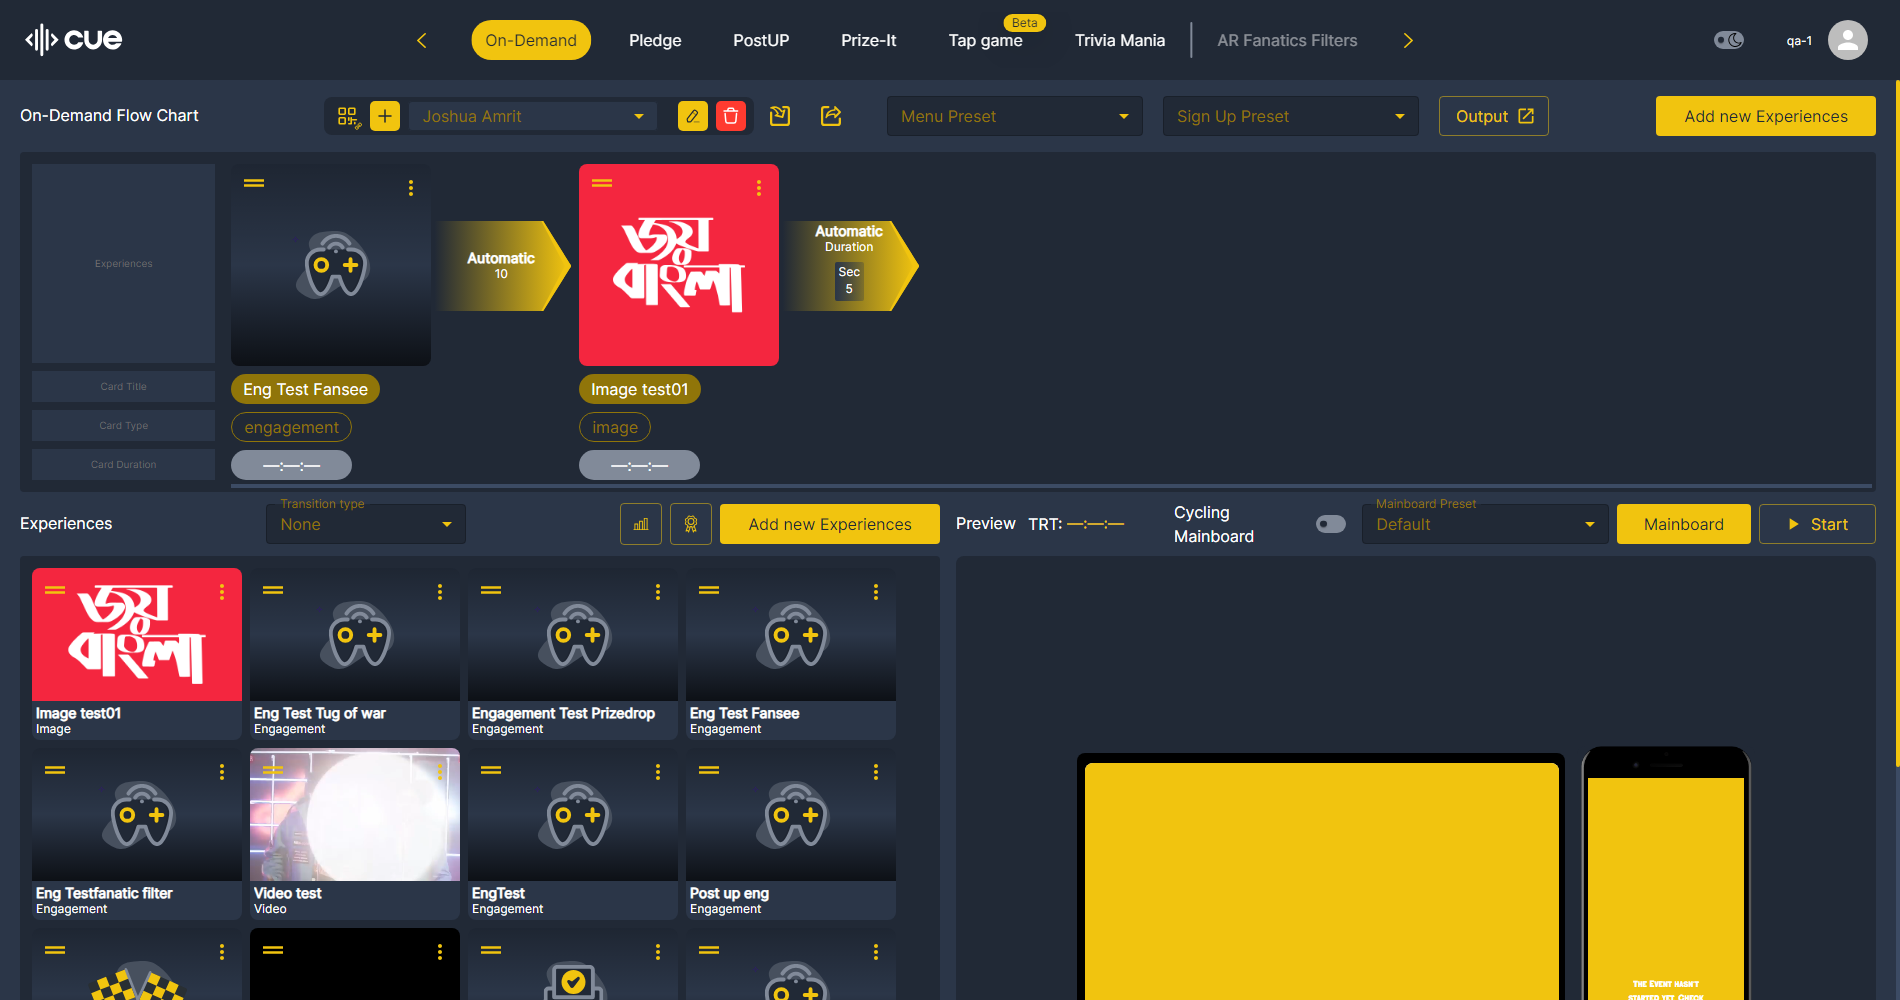 cue
On-Demand
Pledge
PostUP
Prize-It
Beta
Tap game
Trivia Mania
AR Fanatics Filters
qa-1
On-Demand Flow Chart
Joshua Amrit
Menu Preset
Sign Up Preset
Output
Add new Experiences
Experiences
Automatic
10
জয়
বাংলা
Automatic
Duration
Sec
5
Card Title
Eng Test Fansee
Image test01
Card Type
engagement
image
Card Duration
—:—:—
—:—:—
Experiences
Transition type
None
Add new Experiences
Preview
TRT: —:—:—
Cycling
Mainboard
Mainboard Preset
Default
Mainboard
Start
জয়
বাংলা
Image test01
Image
Eng Test Tug of war
Engagement
Engagement Test Prizedrop
Engagement
Eng Test Fansee
Engagement
Eng Testfanatic filter
Engagement
Video test
Video
EngTest
Engagement
Post up eng
Engagement
The Event hasn't
started yet. Check